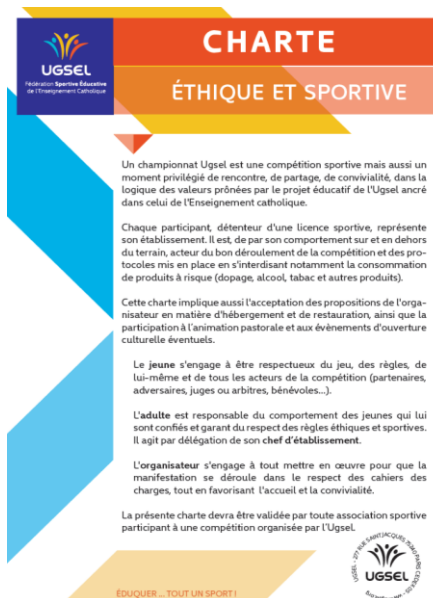 CHARTE
UGSEL
Fédération Sportive Éducative
de l'Enseignement Catholique
ÉTHIQUE ET SPORTIVE
Un championnat Ugsel est une compétition sportive mais aussi un
moment privilégié de rencontre, de partage, de convivialité, dans la
logique des valeurs prônées par le projet éducatif de l'Ugsel ancré
dans celui de l'Enseignement catholique.
Chaque participant, détenteur d'une licence sportive, représente
son établissement. Il est, de par son comportement sur et en dehors
du terrain, acteur du bon déroulement de la compétition et des pro-
tocoles mis en place en s'interdisant notamment la consommation
de produits à risque (dopage, alcool, tabac et autres produits).
Cette charte implique aussi l'acceptation des propositions de l'orga-
nisateur en matière d'hébergement et de restauration, ainsi que la
participation à l'animation pastorale et aux évènements d'ouverture
culturelle éventuels.
Le jeune s'engage à être respectueux du jeu, des règles, de
lui-même et de tous les acteurs de la compétition (partenaires,
adversaires, juges ou arbitres, bénévoles...).
L'adulte est responsable du comportement des jeunes qui lui
sont confiés et garant du respect des règles éthiques et sportives.
Il agit par délégation de son chef d'établissement.
L'organisateur s'engage à tout mettre en œuvre pour que la
manifestation se déroule dans le respect des cahiers des
charges, tout en favorisant l'accueil et la convivialité.
La présente charte devra être validée par toute association sportive
participant à une compétition organisée par l'Ugsel.
UGSEL - 277 RUE SAINT JACQUES 75240 PARIS CEDEX 05
UGSEL
ÉDUQUER ... TOUT UN SPORT !